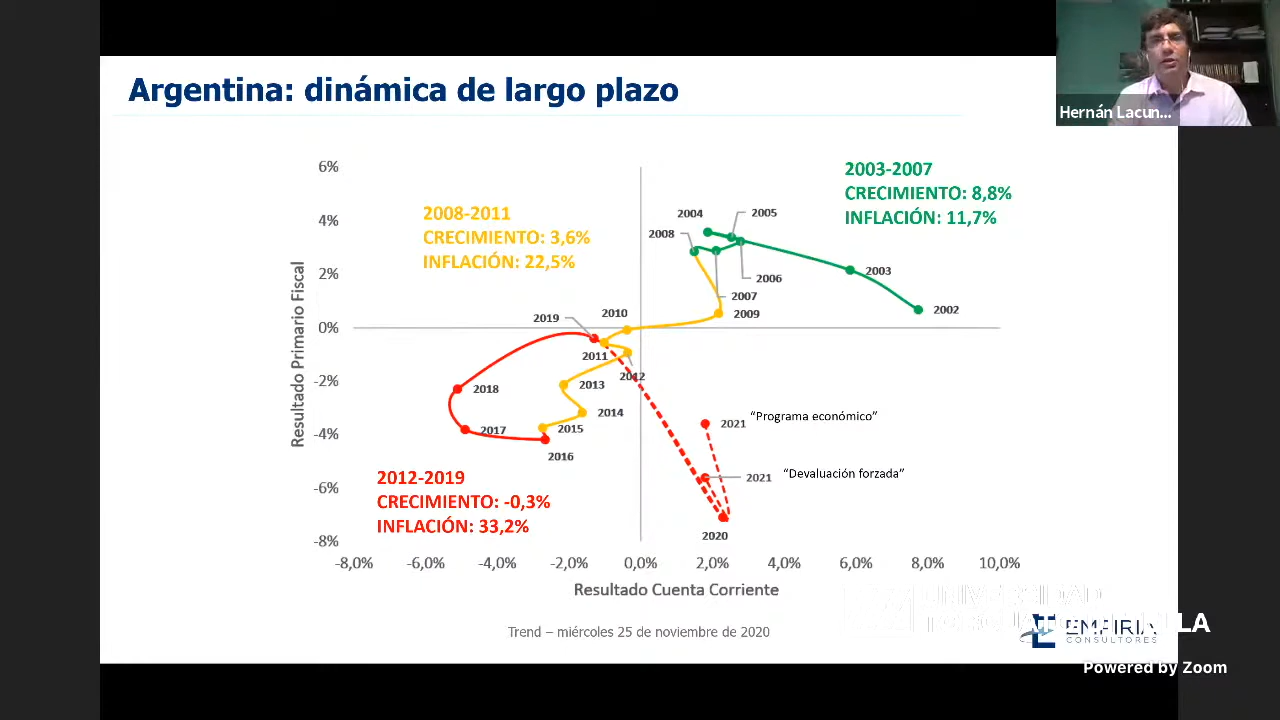 Argentina: dinámica de largo plazo
Hernán Lacun...
6%
4%
2%
0%
-2%
-4%
-6%
-8%
Resultado Primario Fiscal
2008-2011
CRECIMIENTO: 3,6%
INFLACIÓN: 22,5%
2003-2007
CRECIMIENTO: 8,8%
INFLACIÓN: 11,7%
2004
2005
2008
2006
2003
2007
2002
2009
2019
2010
2011
2012
2018
2013
2014
2017
2015
2016
2021 “Programa económico”
2021 “Devaluación forzada”
2020
2012-2019
CRECIMIENTO: -0,3%
INFLACIÓN: 33,2%
-8,0% -6,0% -4,0% -2,0% 0,0% 2,0% 4,0% 6,0% 8,0% 10,0%
Resultado Cuenta Corriente
Trend – miércoles 25 de noviembre de 2020
UNIVERSIDAD
EMPIRIA
CONSULTORES
Powered by Zoom